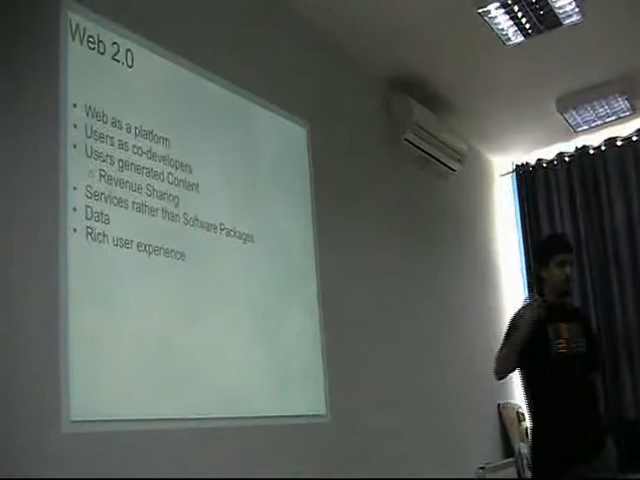 Web 2.0
• Web as a platform
• Users as co-developers
• Users generated Content
○ Revenue Sharing
• Services rather than Software Packages
• Data
• Rich user experience